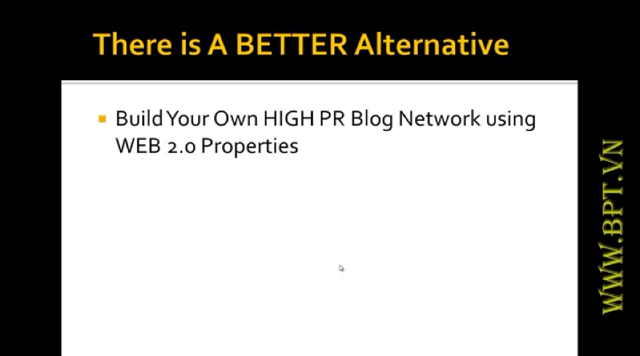 There is A BETTER Alternative
Build Your Own HIGH PR Blog Network using
WEB 2.0 Properties
WWW.BPT.VN